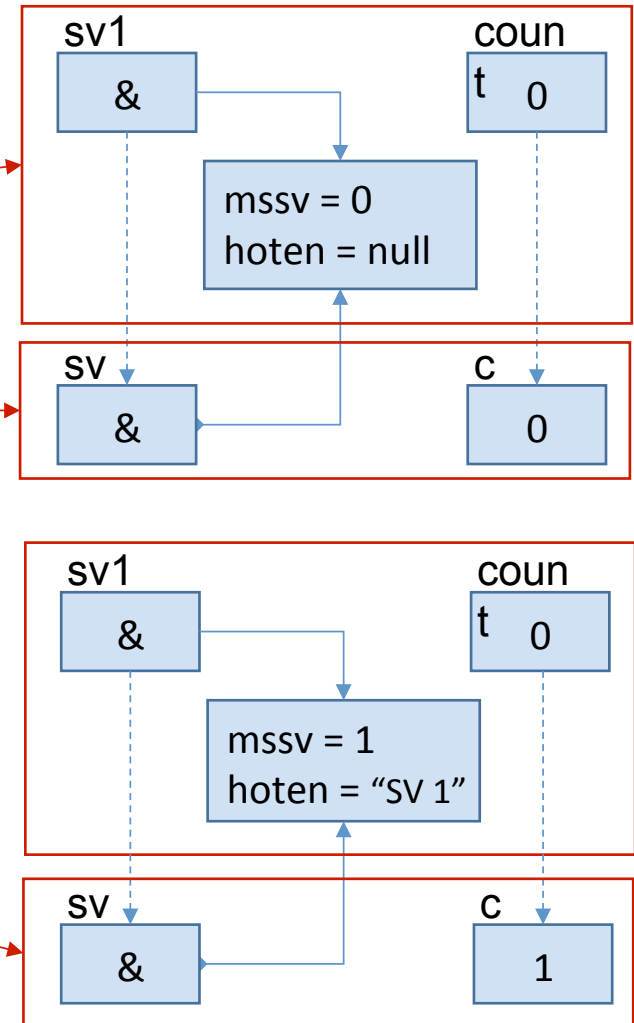 sv1 coun
& t 0
mssv = 0
hoten = null
sv c
& 0
sv1 coun
& t 0
mssv = 1
hoten = “SV 1”
sv c
& 1